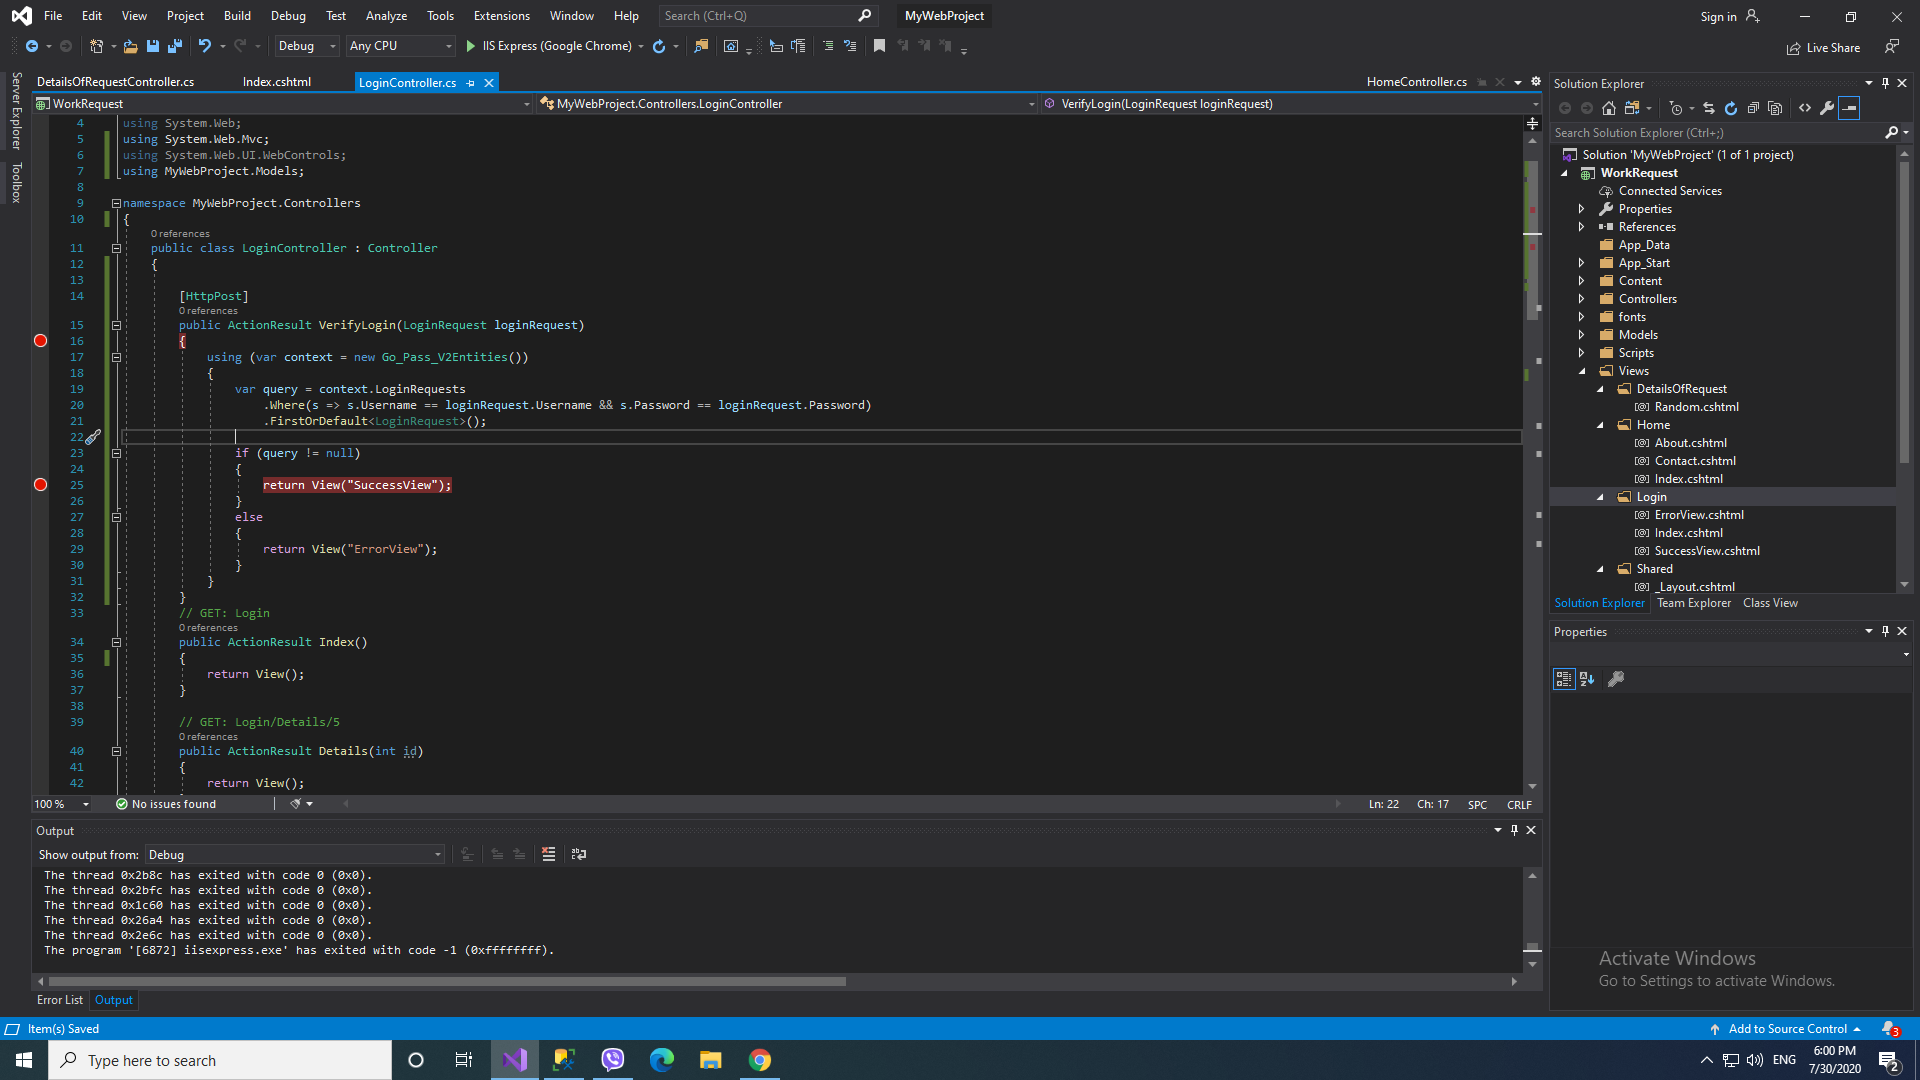 File Edit View Project Build Debug Test Analyze Tools Extensions Window Help Search (Ctrl+Q) MyWebProject Sign in
Debug Any CPU IIS Express (Google Chrome) Live Share
Server Explorer
Toolbox
DetailsOfRequestController.cs Index.cshtml LoginController.cs HomeController.cs
WorkRequest MyWebProject.Controllers.LoginController VerifyLogin(LoginRequest loginRequest)
4 using System.Web;
5 using System.Web.Mvc;
6 using System.Web.UI.WebControls;
7 using MyWebProject.Models;
8
9 namespace MyWebProject.Controllers
10 {
0 references
11 public class LoginController : Controller
12 {
13
14 [HttpPost]
0 references
15 public ActionResult VerifyLogin(LoginRequest loginRequest)
16 {
17 using (var context = new Go_Pass_V2Entities())
18 {
19 var query = context.LoginRequests
20 .Where(s => s.Username == loginRequest.Username && s.Password == loginRequest.Password)
21 .FirstOrDefault<LoginRequest>();
22
23 if (query != null)
24 {
25 return View("SuccessView");
26 }
27 else
28 {
29 return View("ErrorView");
30 }
31 }
32 }
33 // GET: Login
0 references
34 public ActionResult Index()
35 {
36 return View();
37 }
38
39 // GET: Login/Details/5
0 references
40 public ActionResult Details(int id)
41 {
42 return View();
100 % No issues found Ln: 22 Ch: 17 SPC CRLF
Output
Show output from: Debug
The thread 0x2b8c has exited with code 0 (0x0).
The thread 0x2bfc has exited with code 0 (0x0).
The thread 0x1c60 has exited with code 0 (0x0).
The thread 0x26a4 has exited with code 0 (0x0).
The thread 0x2e6c has exited with code 0 (0x0).
The program '[6872] iisexpress.exe' has exited with code -1 (0xffffffff).
Error List Output
Solution Explorer
Search Solution Explorer (Ctrl+;)
Solution 'MyWebProject' (1 of 1 project)
WorkRequest
Connected Services
Properties
References
App_Data
App_Start
Content
Controllers
fonts
Models
Scripts
Views
DetailsOfRequest
Random.cshtml
Home
About.cshtml
Contact.cshtml
Index.cshtml
Login
ErrorView.cshtml
Index.cshtml
SuccessView.cshtml
Shared
_Layout.cshtml
Solution Explorer Team Explorer Class View
Properties
Activate Windows
Go to Settings to activate Windows.
Item(s) Saved Add to Source Control 3
Type here to search ENG 6:00 PM
7/30/2020 2